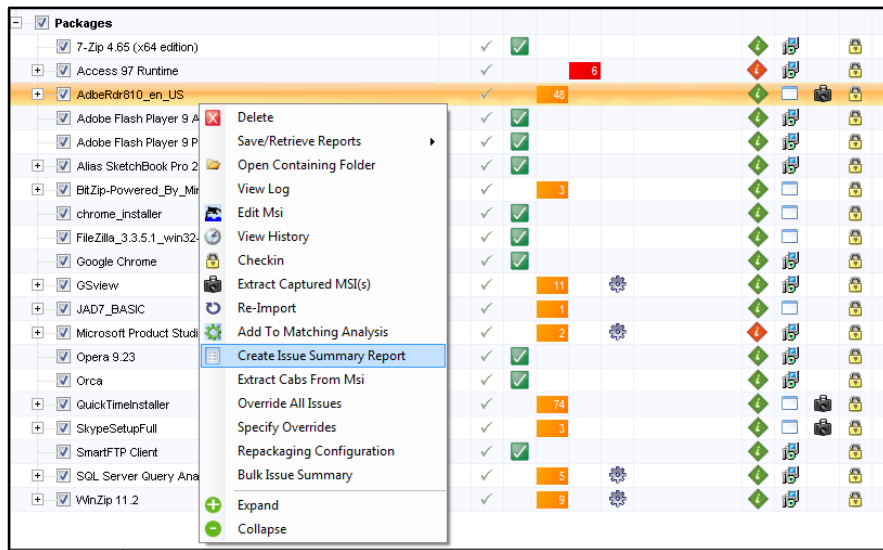 Packages
7-Zip 4.65 (x64 edition)
Access 97 Runtime
6
AdbeRdr810_en_US
48
Adobe Flash Player 9 A
Adobe Flash Player 9 P
Alias SketchBook Pro 2
BitZip-Powered_By_Mir
3
chrome_installer
FileZilla_3.3.5.1_win32-
Google Chrome
GSview
11
JAD7_BASIC
1
Microsoft Product Studi
2
Opera 9.23
Orca
QuickTimeInstaller
74
SkypeSetupFull
3
SmartFTP Client
SQL Server Query Ana
5
WinZip 11.2
9
Delete
Save/Retrieve Reports
Open Containing Folder
View Log
Edit Msi
View History
Checkin
Extract Captured MSI(s)
Re-Import
Add To Matching Analysis
Create Issue Summary Report
Extract Cabs From Msi
Override All Issues
Specify Overrides
Repackaging Configuration
Bulk Issue Summary
Expand
Collapse